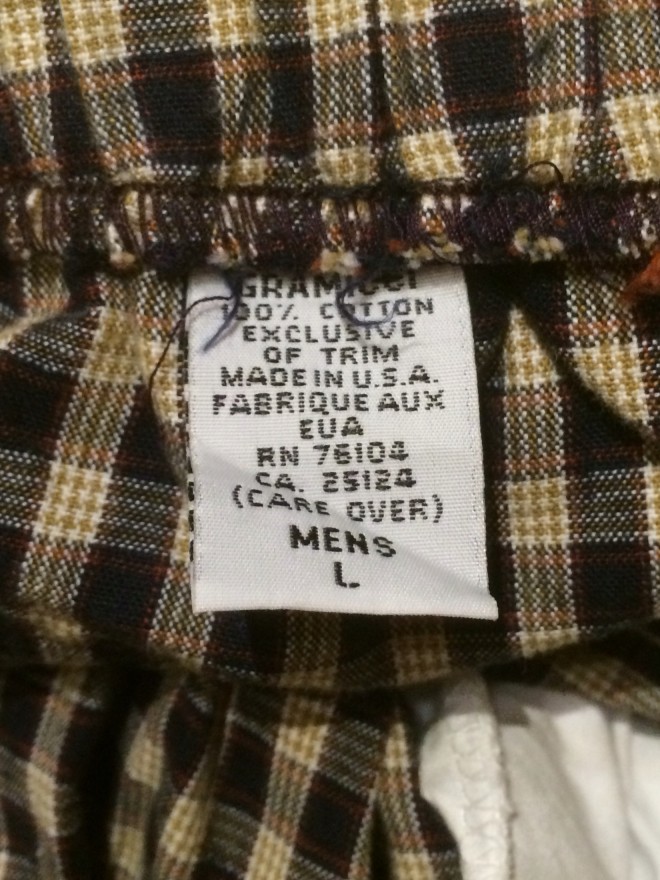 GRAMICCI
100% COTTON
EXCLUSIVE
OF TRIM
MADE IN U.S.A.
FABRIQUE AUX
EUA
RN 76104
CA. 25124
(CARE OVER)
MENS
L